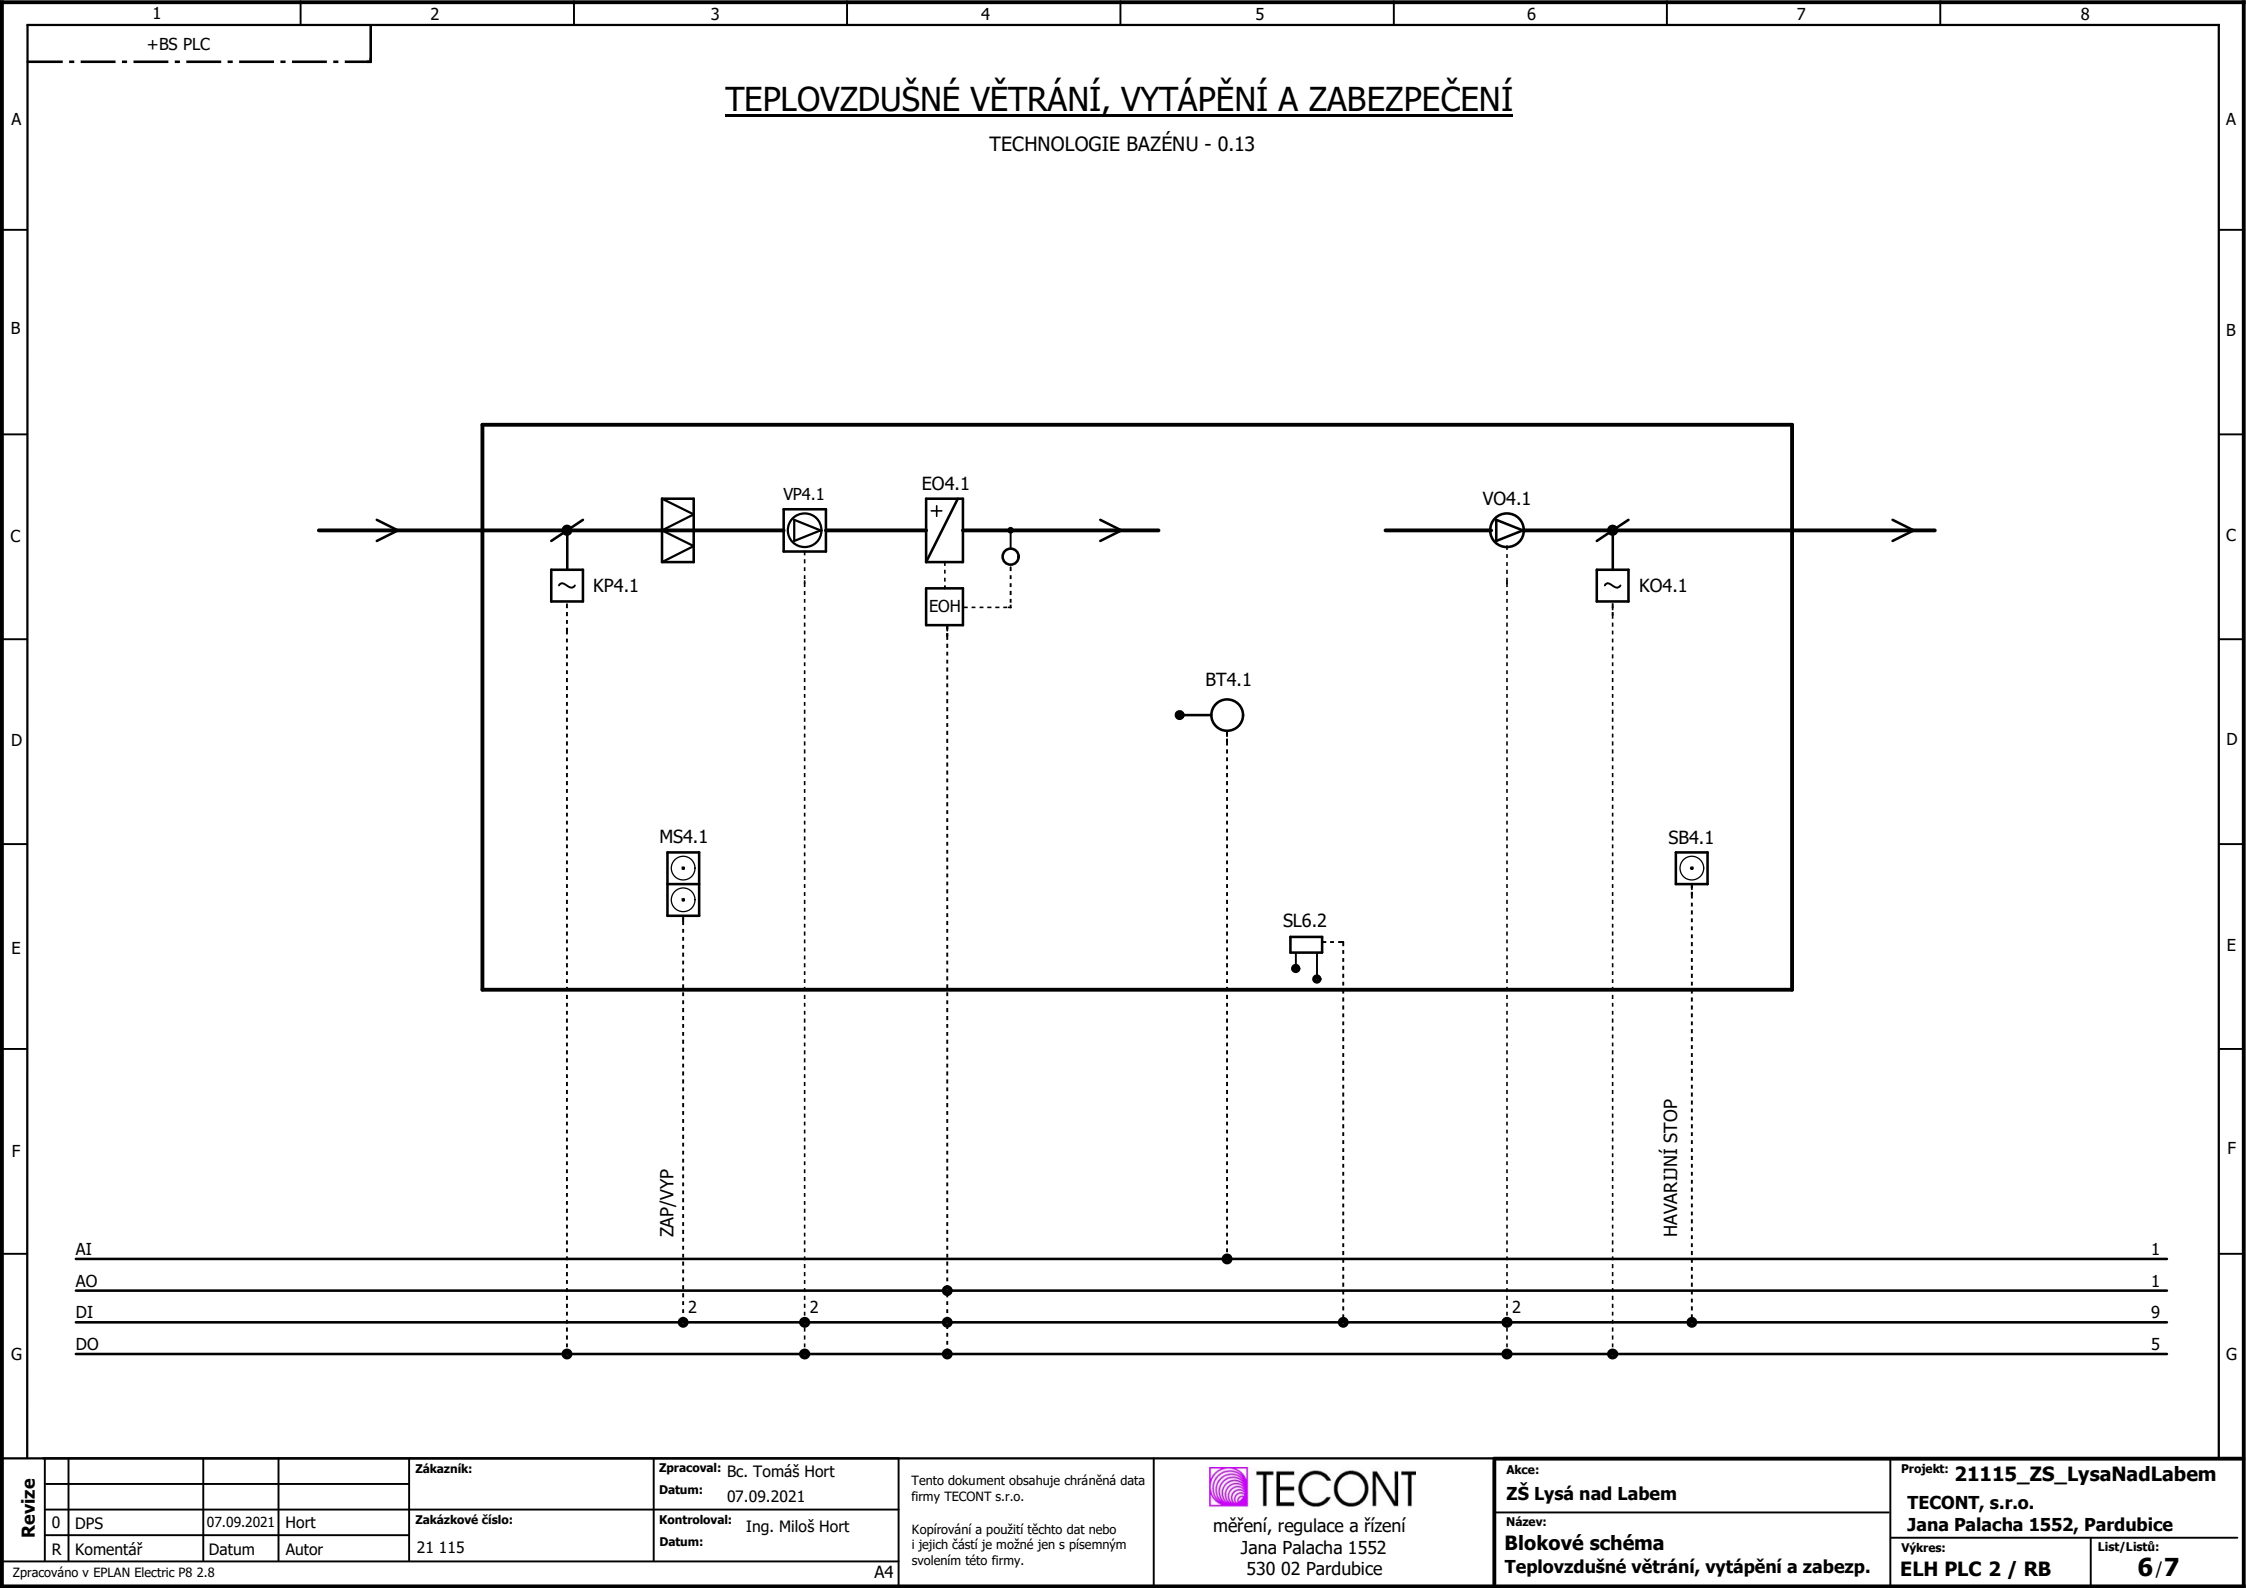 1 2 3 4 5 6 7 8
+BS PLC
TEPLOVZDUŠNÉ VĚTRÁNÍ, VYTÁPĚNÍ A ZABEZPEČENÍ
TECHNOLOGIE BAZÉNU - 0.13
A A
B B
C C
D D
E E
F F
G G
VP4.1
EO4.1
VO4.1
+
KP4.1
EOH
KO4.1
BT4.1
MS4.1
SB4.1
SL6.2
ZAP/VYP
HAVARIJNÍ STOP
AI 1
AO 1
DI 2 2 2 9
DO 5
Revize
0 DPS 07.09.2021 Hort
R Komentář Datum Autor
Zpracováno v EPLAN Electric P8 2.8
Zákazník:
Zakázkové číslo:
21 115
Zpracoval: Bc. Tomáš Hort
Datum: 07.09.2021
Kontroloval: Ing. Miloš Hort
Datum:
A4
Tento dokument obsahuje chráněná data
firmy TECONT s.r.o.
Kopírování a použití těchto dat nebo
i jejich částí je možné jen s písemným
svolením této firmy.
TECONT
měření, regulace a řízení
Jana Palacha 1552
530 02 Pardubice
Akce:
ZŠ Lysá nad Labem
Název:
Blokové schéma
Teplovzdušné větrání, vytápění a zabezp.
Projekt: 21115_ZS_LysaNadLabem
TECONT, s.r.o.
Jana Palacha 1552, Pardubice
Výkres:
ELH PLC 2 / RB
List/Listů:
6/7